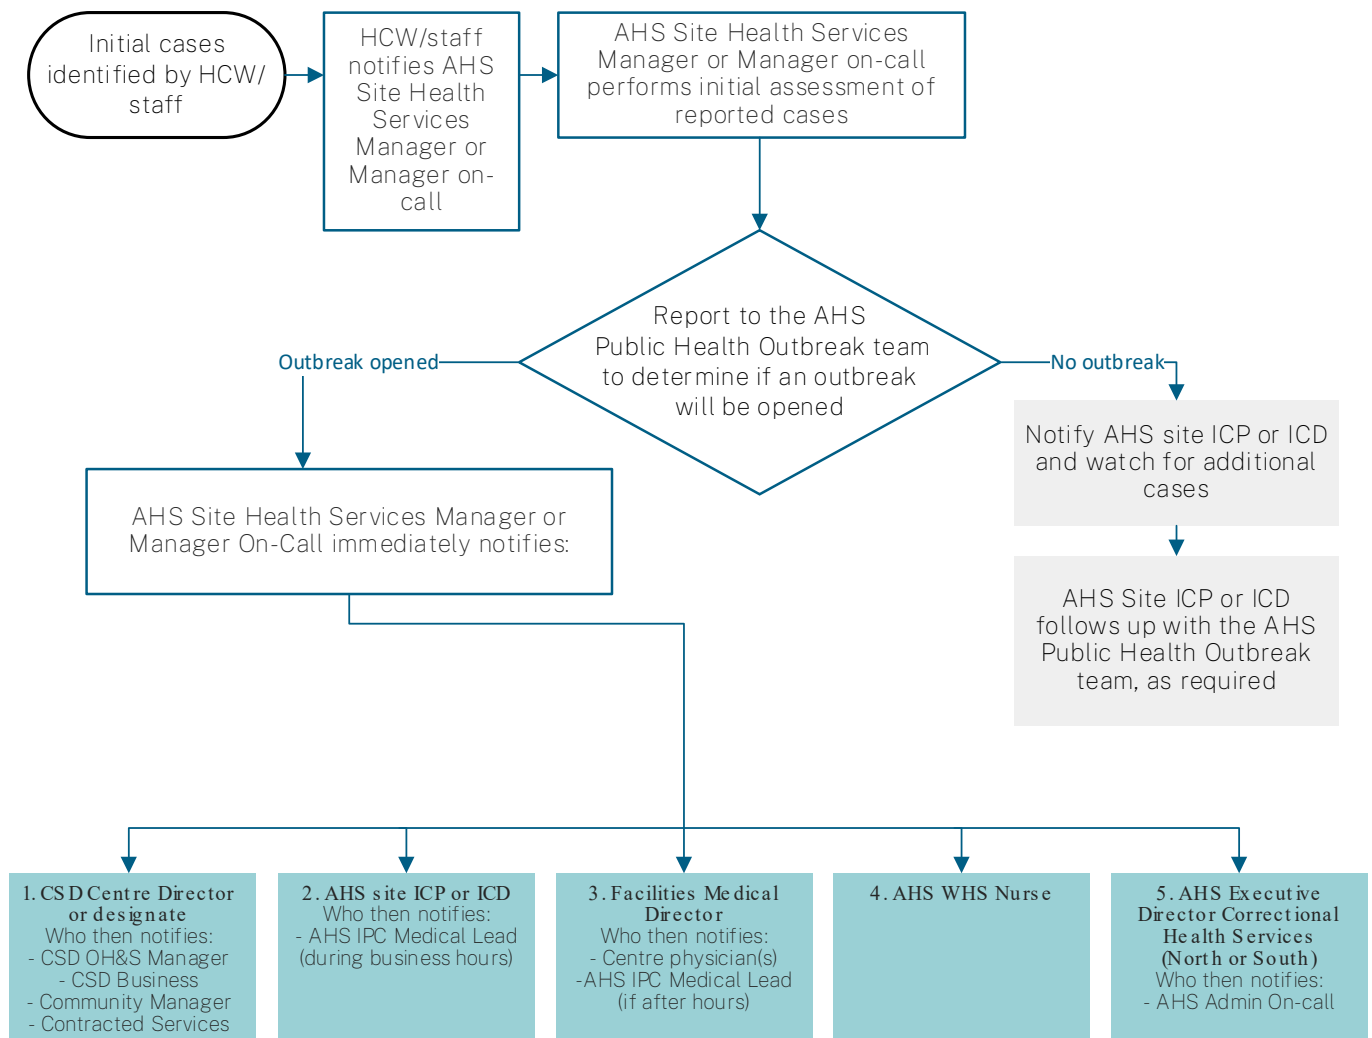 Initial cases
identified by HCW/
staff
HCW/staff
notifies AHS
Site Health
Services
Manager or
Manager on-
call
AHS Site Health Services
Manager or Manager on-call
performs initial assessment of
reported cases
Report to the AHS
Public Health Outbreak team
to determine if an outbreak
will be opened
Outbreak opened
No outbreak
Notify AHS site ICP or ICD
and watch for additional
cases
AHS Site ICP or ICD
follows up with the AHS
Public Health Outbreak
team, as required
AHS Site Health Services Manager or
Manager On-Call immediately notifies:
1. CSD Centre Director
or designate
Who then notifies:
- CSD OH&S Manager
- CSD Business
- Community Manager
- Contracted Services
2. AHS site ICP or ICD
Who then notifies:
- AHS IPC Medical Lead
(during business hours)
3. Facilities Medical
Director
Who then notifies:
- Centre physician(s)
-AHS IPC Medical Lead
(if after hours)
4. AHS WHS Nurse
5. AHS Executive
Director Correctional
Health Services
(North or South)
Who then notifies:
- AHS Admin On-call